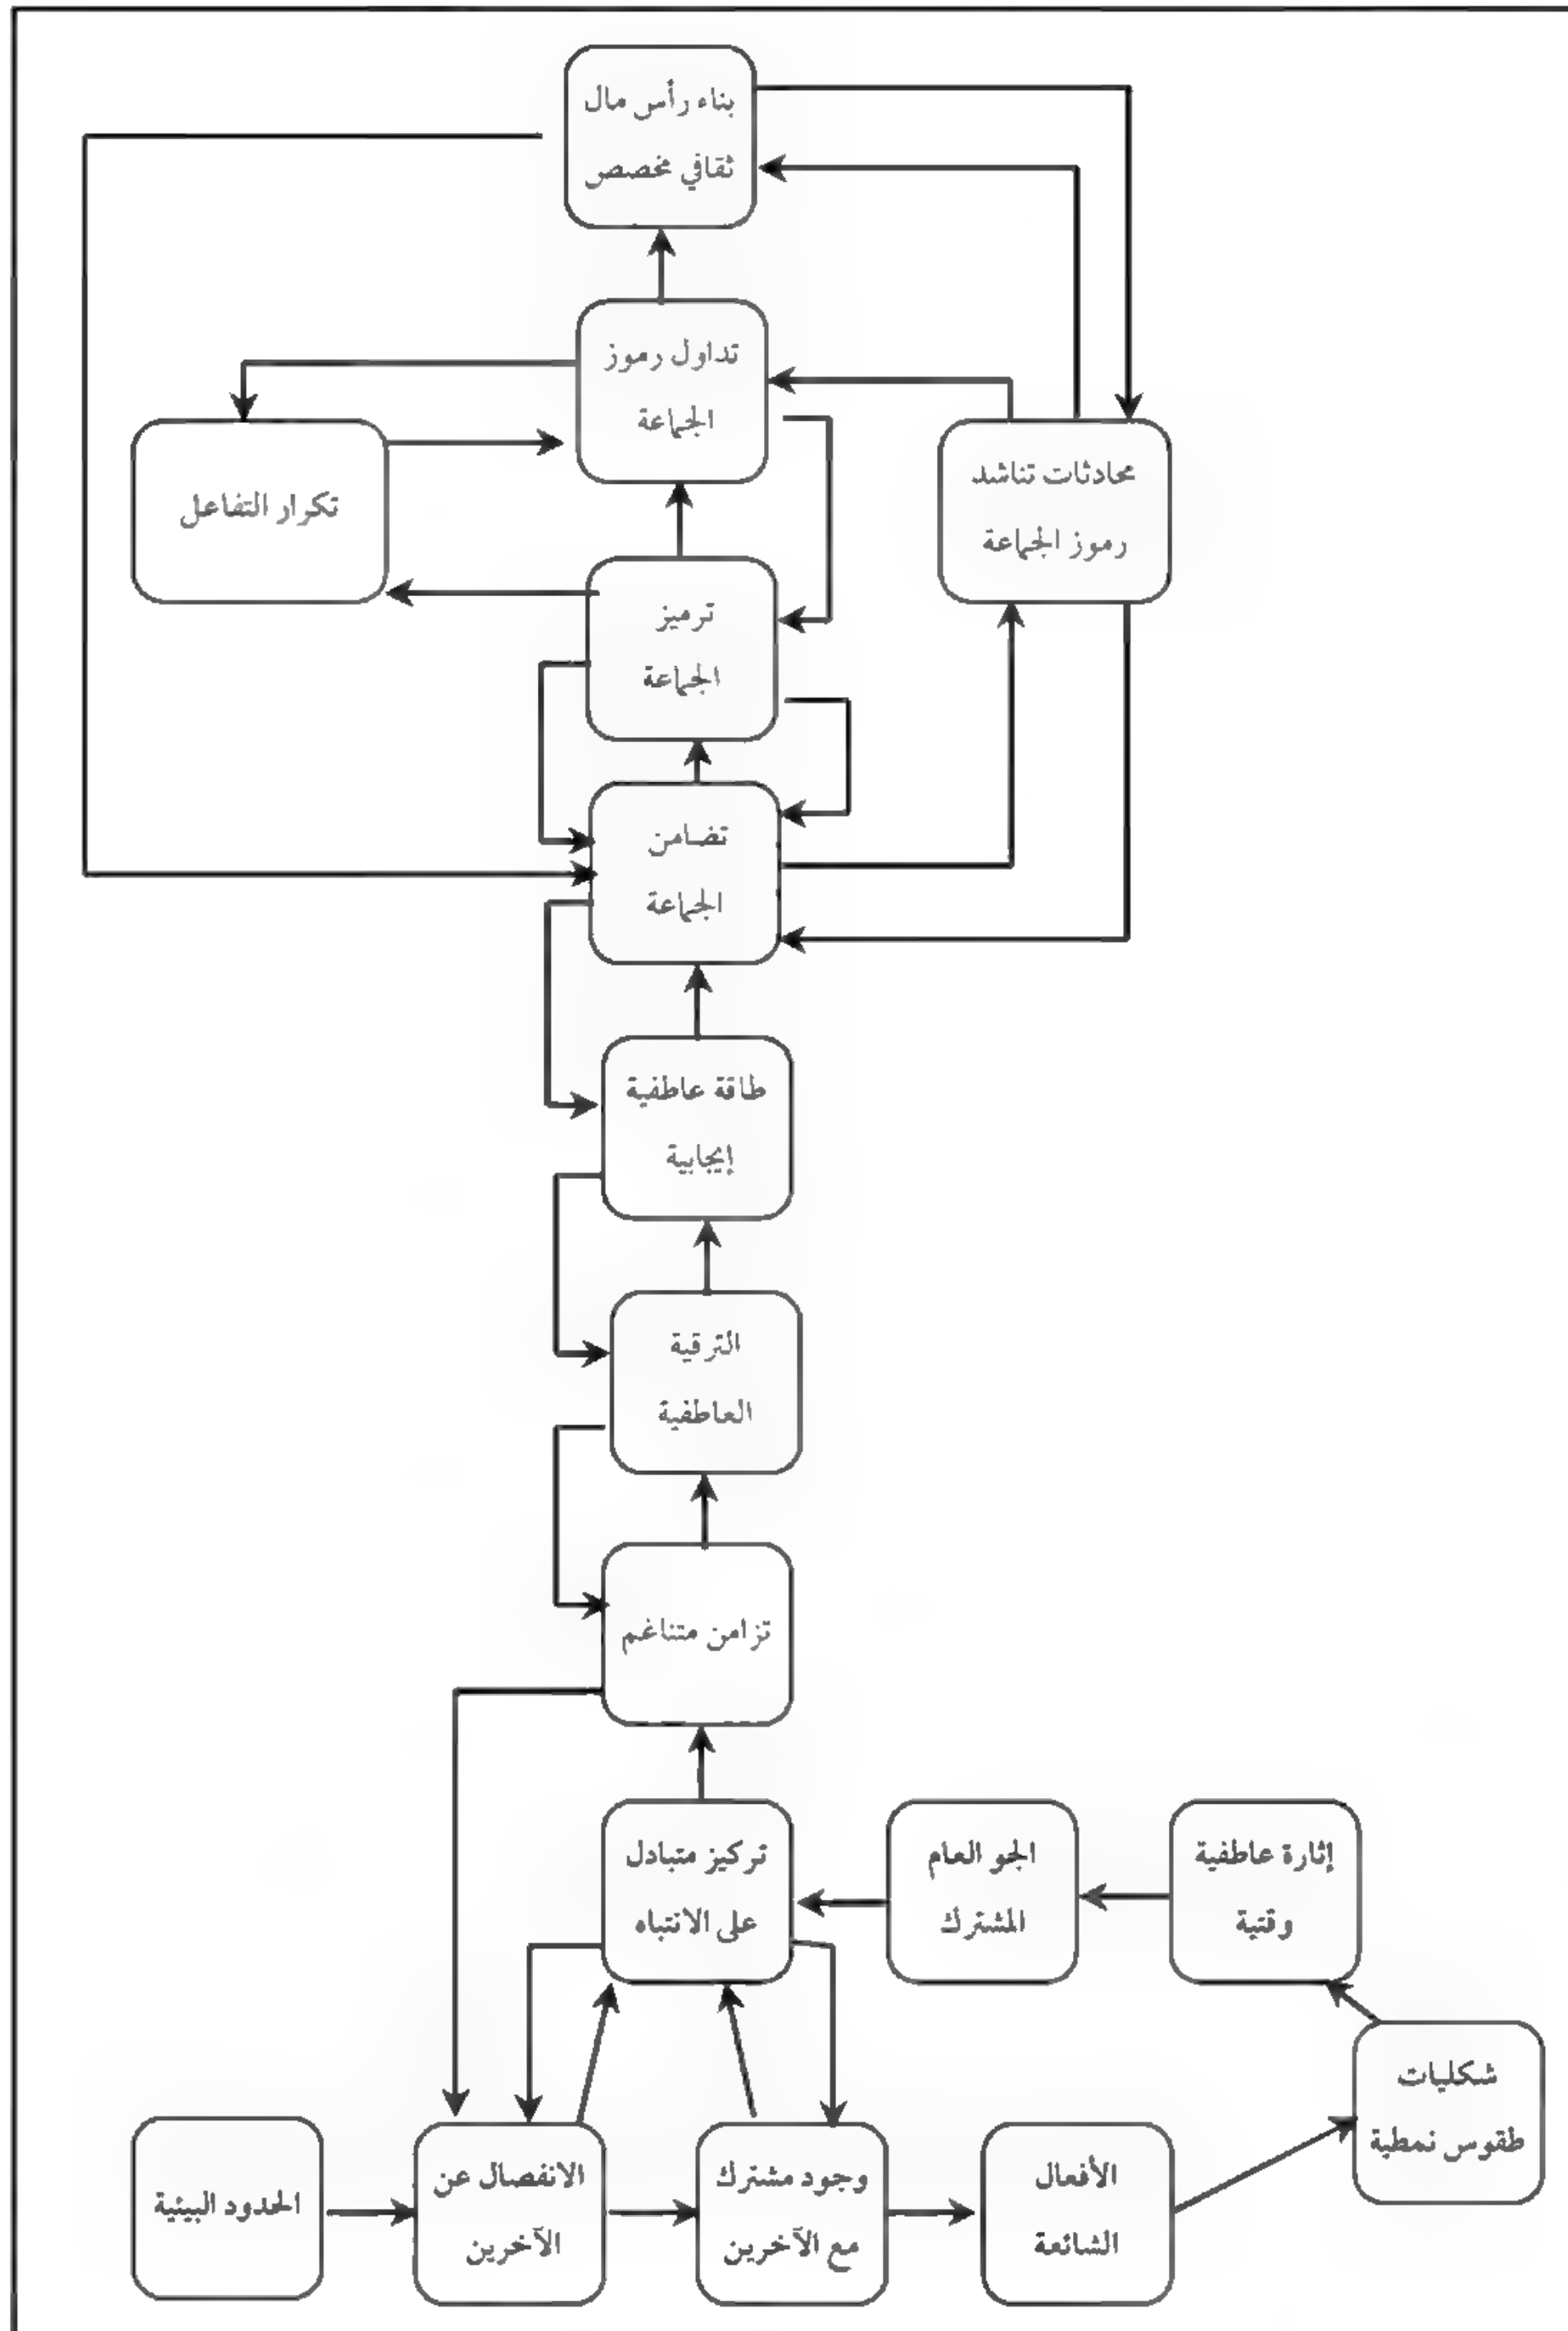 بناء رأس مال
ثقافي مخصص
تداول رموز
الجماعة
محادثات تناشد
رموز الجماعة
تكرار التفاعل
ترميز
الجماعة
تضامن
الجماعة
طاقة عاطفية
إيجابية
الترقية
العاطفية
تزامن متناغم
إثارة عاطفية
وقتية
الجو العام
المشترك
تركيز متبادل
على الانتباه
شكليات
طقوس نمطية
الأفعال
الشائعة
وجود مشترك
مع الآخرين
الانفصال عن
الآخرين
الحدود البيئية